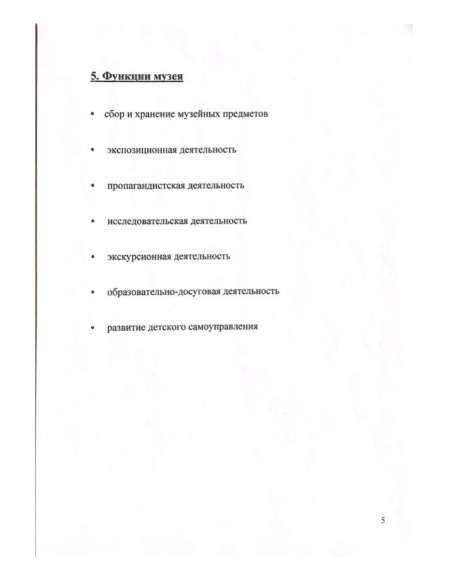 5. Функции музея
• сбор и хранение музейных предметов
• экспозиционная деятельность
• пропагандистская деятельность
• исследовательская деятельность
• экскурсионная деятельность
• образовательно-досуговая деятельность
• развитие детского самоуправления
5